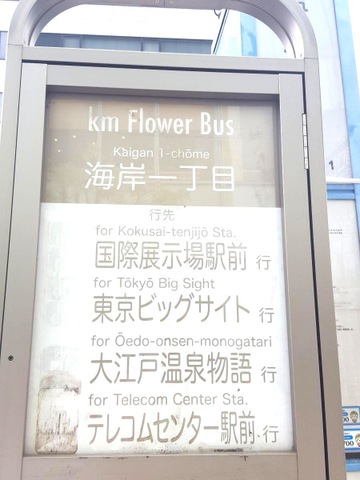 km Flower Bus
Kaigan 1-chōme
海岸一丁目
行先
for Kokusai-tenjijō Sta.
国際展示場駅前 行
for Tōkyō Big Sight
東京ビッグサイト 行
for Ōedo-onsen-monogatari
大江戸温泉物語 行
for Telecom Center Sta.
テレコムセンター駅前 行